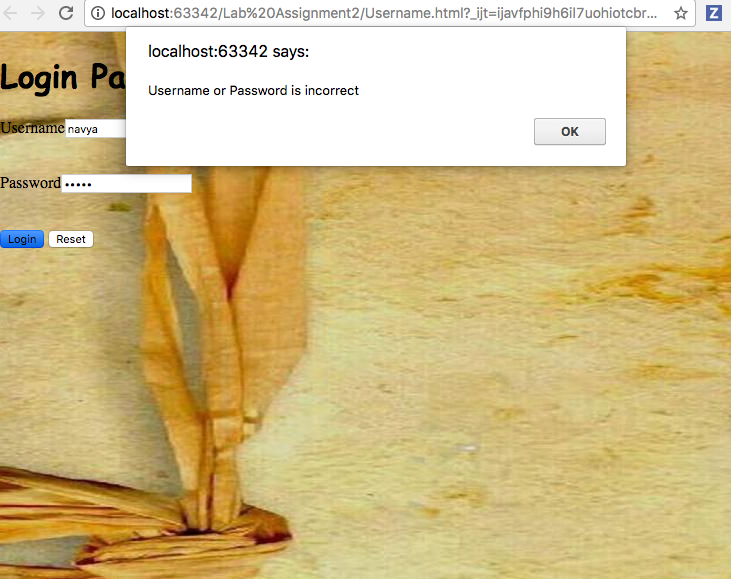 localhost:63342/Lab%20Assignment2/Username.html?_ijt=ijavfphi9h6il7uohiotcbr...
Z
localhost:63342 says:
Username or Password is incorrect
OK
Login Pa
Username navya
Password •••••
Login Reset